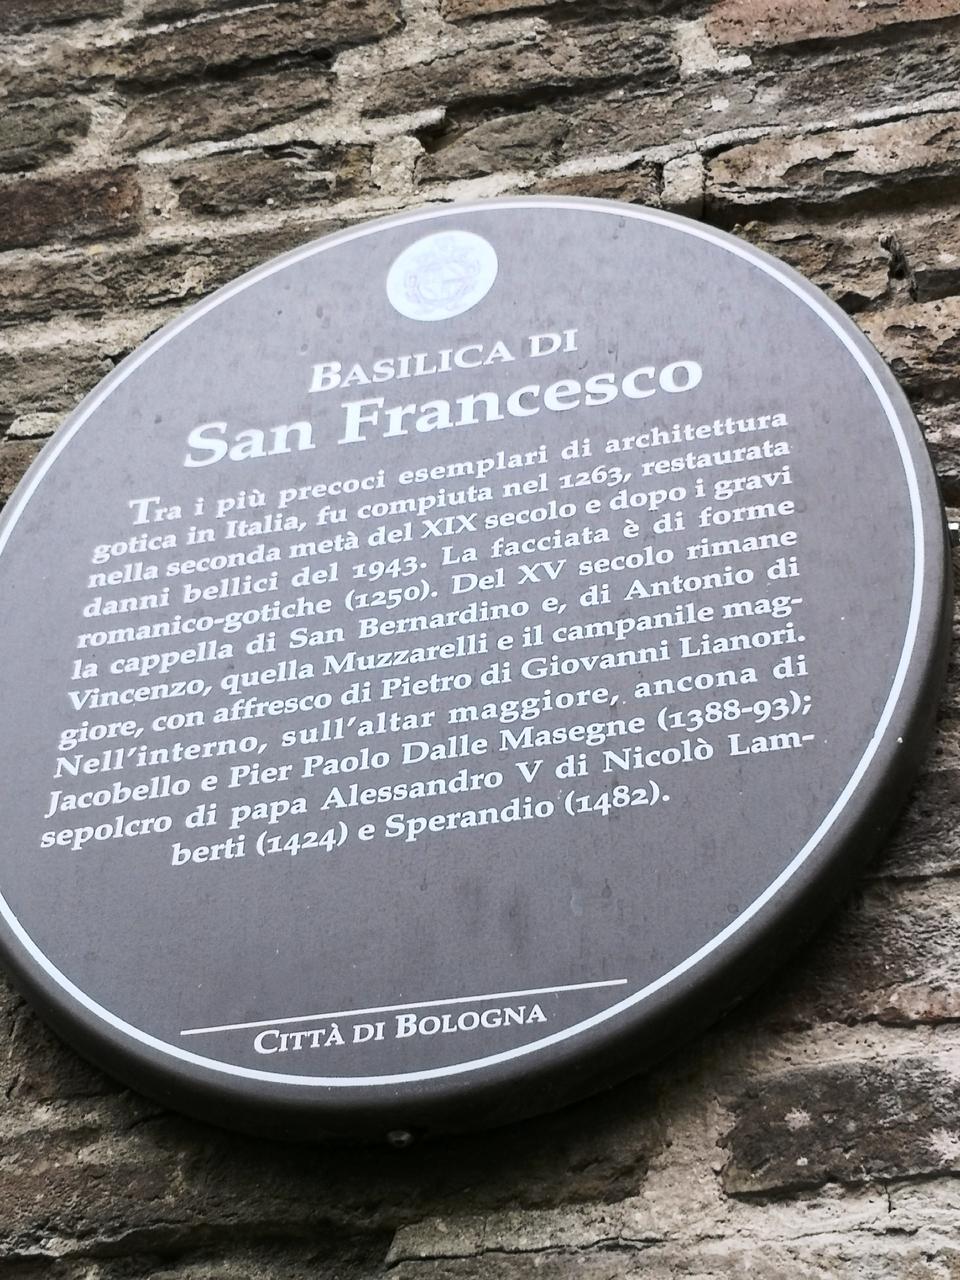 BASILICA DI
San Francesco
Tra i più precoci esemplari di architettura
gotica in Italia, fu compiuta nel 1263, restaurata
nella seconda metà del XIX secolo e dopo i gravi
danni bellici del 1943. La facciata è di forme
romanico-gotiche (1250). Del XV secolo rimane
la cappella di San Bernardino e, di Antonio di
Vincenzo, quella Muzzarelli e il campanile mag-
giore, con affresco di Pietro di Giovanni Lianori.
Nell'interno, sull'altar maggiore, ancona di
Jacobello e Pier Paolo Dalle Masegne (1388-93);
sepolcro di papa Alessandro V di Nicolò Lam-
berti (1424) e Sperandio (1482).
CITTÀ DI BOLOGNA